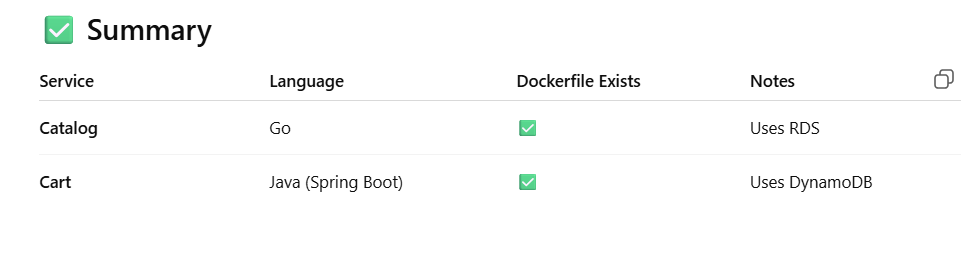 ✅ Summary
Service Language Dockerfile Exists Notes
Catalog Go ✅ Uses RDS
Cart Java (Spring Boot) ✅ Uses DynamoDB